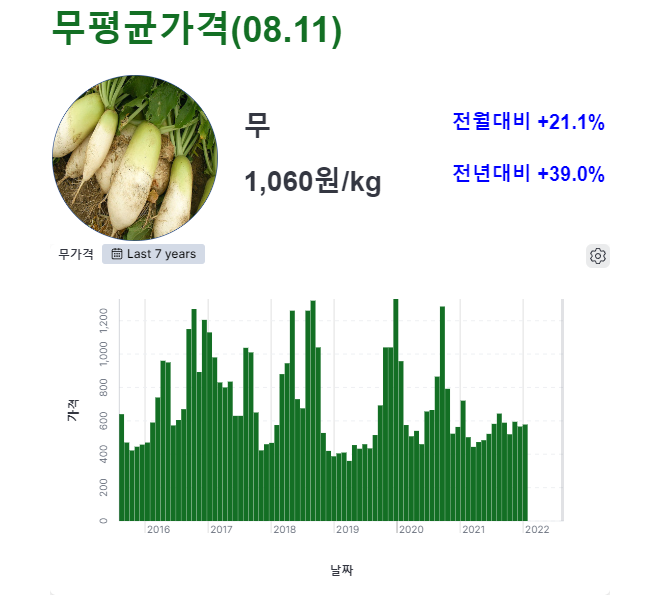 무평균가격(08.11)
무
1,060원/kg
전월대비 +21.1%
전년대비 +39.0%
무가격
Last 7 years
가격
1,200
1,000
800
600
400
200
0
2016 2017 2018 2019 2020 2021 2022
날짜